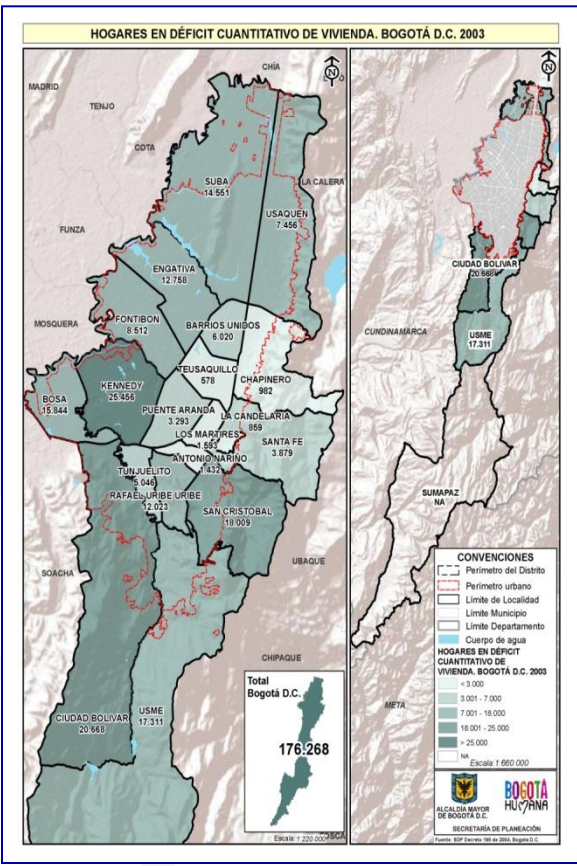 HOGARES EN DÉFICIT CUANTITATIVO DE VIVIENDA. BOGOTÁ D.C. 2003
CHÍA
N
MADRID
TENJO
COTA
SUBA
14.551
LA CALERA
USAQUEN
7.456
FUNZA
ENGATIVA
12.758
FONTIBON
8.512
BARRIOS UNIDOS
6.020
MOSQUERA
TEUSAQUILLO
578
CHAPINERO
982
KENNEDY
25.456
BOSA
15.844
PUENTE ARANDA
3.293
LA CANDELARIA
859
LOS MARTIRES
1.593
SANTA FE
3.879
ANTONIO NARIÑO
1.432
TUNJUELITO
5.046
RAFAEL URIBE URIBE
12.023
SAN CRISTOBAL
18.009
UBAQUE
SOACHA
CHIPAQUE
USME
17.311
CIUDAD BOLIVAR
20.668
Total
Bogotá D.C.
176.268
Escala: 1 220 000
N
CIUDAD BOLIVAR
20.668
CUNDINAMARCA
USME
17.311
SUMAPAZ
NA
META
CONVENCIONES
Perímetro del Distrito
Perímetro urbano
Límite de Localidad
Límite Municipio
Límite Departamento
Cuerpo de agua
HOGARES EN DÉFICIT
CUANTITATIVO DE
VIVIENDA. BOGOTÁ D.C. 2003
< 3.000
3.001 - 7.000
7.001 - 18.000
18.001 - 25.000
> 25.000
NA
Escala: 1 660 000
ALCALDÍA MAYOR
DE BOGOTÁ D.C.
BOGOTÁ
HUMANA
SECRETARÍA DE PLANEACIÓN
Fuente: SDP Decreto 190 de 2004, Bogotá D.C.